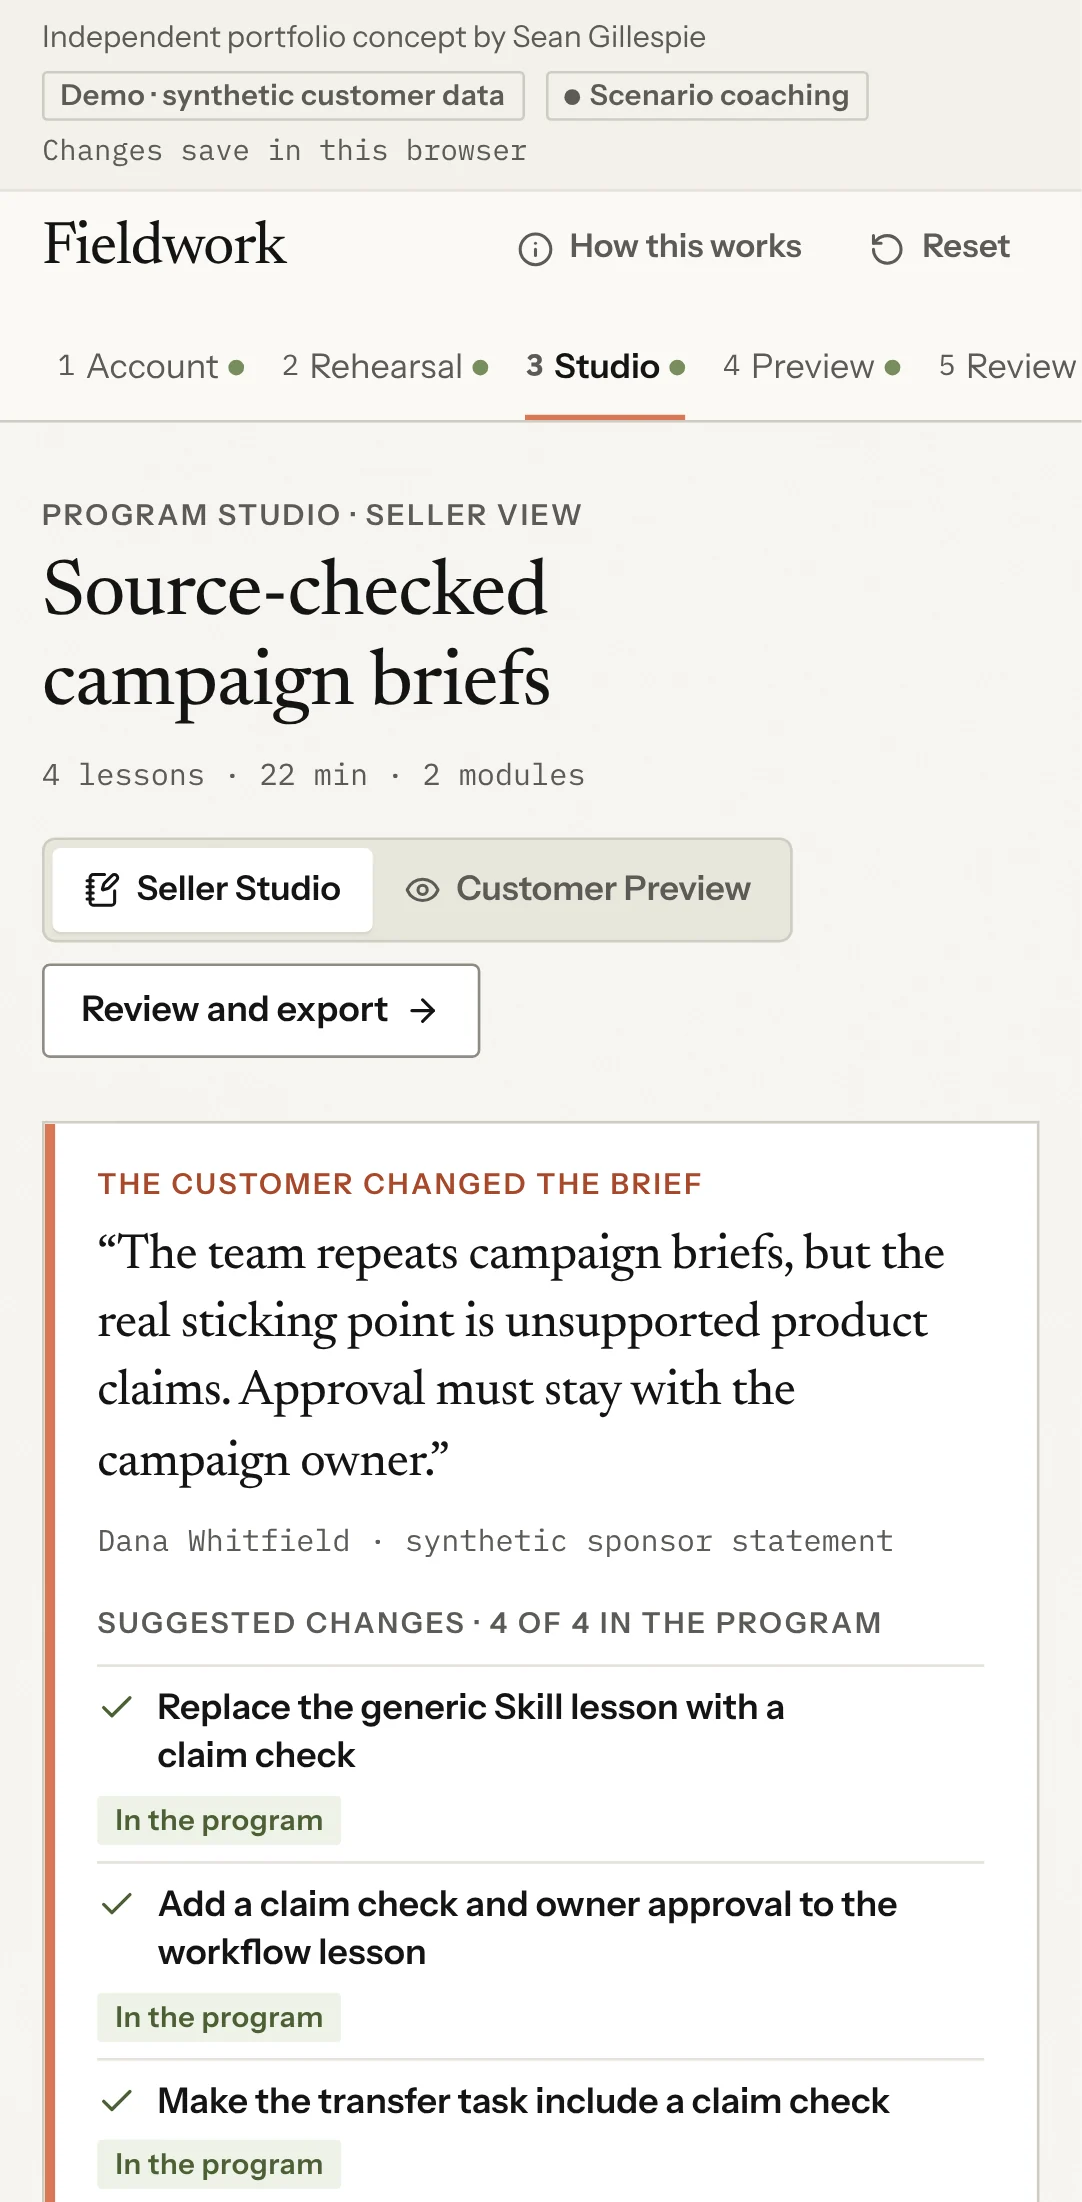 Independent portfolio concept by Sean Gillespie
Demo · synthetic customer data
Scenario coaching
Changes save in this browser
Fieldwork
How this works
Reset
1 Account
2 Rehearsal
3 Studio
4 Preview
5 Review
PROGRAM STUDIO · SELLER VIEW
Source-checked
campaign briefs
4 lessons · 22 min · 2 modules
Seller Studio
Customer Preview
Review and export →
THE CUSTOMER CHANGED THE BRIEF
“The team repeats campaign briefs, but the
real sticking point is unsupported product
claims. Approval must stay with the
campaign owner.”
Dana Whitfield · synthetic sponsor statement
SUGGESTED CHANGES · 4 OF 4 IN THE PROGRAM
Replace the generic Skill lesson with a
claim check
In the program
Add a claim check and owner approval to the
workflow lesson
In the program
Make the transfer task include a claim check
In the program